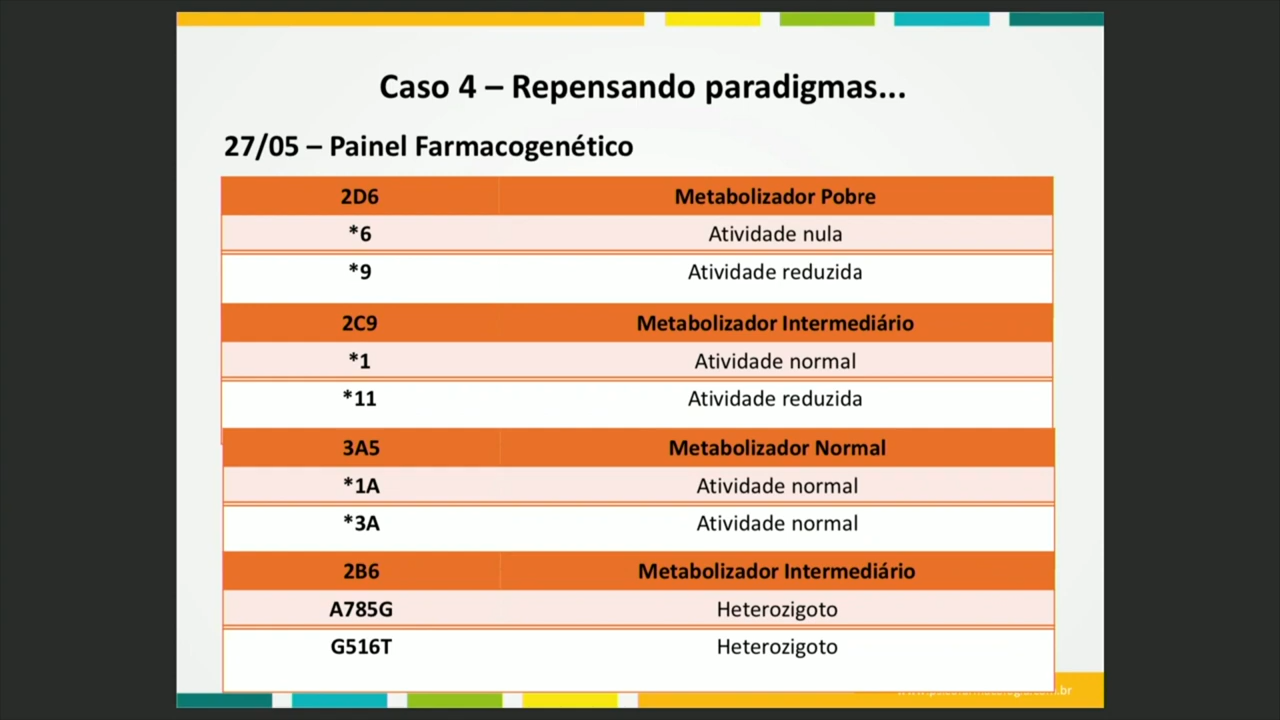 Caso 4 – Repensando paradigmas...
27/05 – Painel Farmacogenético
2D6 Metabolizador Pobre
*6 Atividade nula
*9 Atividade reduzida
2C9 Metabolizador Intermediário
*1 Atividade normal
*11 Atividade reduzida
3A5 Metabolizador Normal
*1A Atividade normal
*3A Atividade normal
2B6 Metabolizador Intermediário
A785G Heterozigoto
G516T Heterozigoto